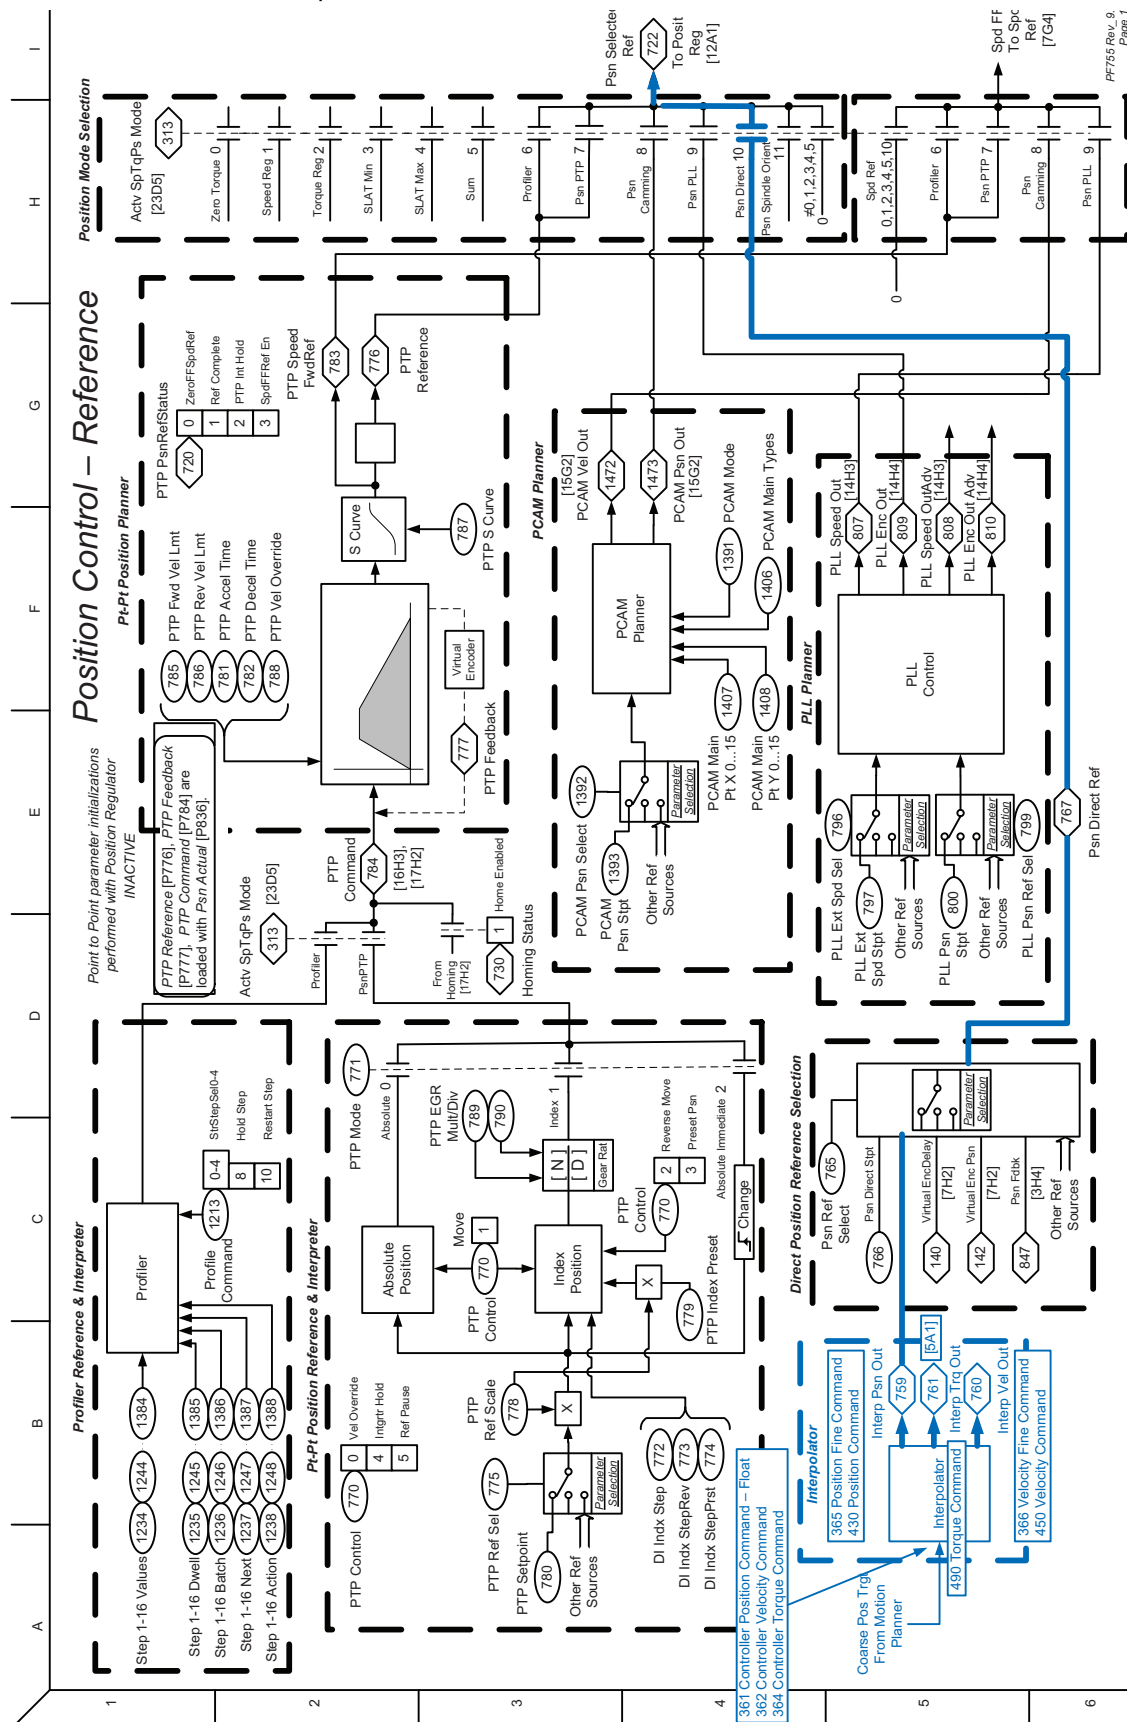 Position Control – Reference
A
B
C
D
E
F
G
H
I
1
2
3
4
5
6
Profiler Reference & Interpreter
Step 1-16 Values
1234
1244
1384
Step 1-16 Dwell
1235
1245
1385
Step 1-16 Batch
1236
1246
1386
Step 1-16 Next
1237
1247
1387
Step 1-16 Action
1238
1248
1388
Profiler
Profile
Command
1213
0-4
StrStepSel0-4
8
Hold Step
10
Restart Step
Point to Point parameter initializations
performed with Position Regulator
INACTIVE
PTP Reference [P776], PTP Feedback
[P777], PTP Command [P784] are
loaded with Psn Actual [P836].
Actv SpTqPs Mode
313
[23D5]
Profiler
PsnPTP
From
Homing
[17H2]
730
1
Home Enabled
Homing Status
PTP
Command
784
[16H3],
[17H2]
Pt-Pt Position Planner
785
PTP Fwd Vel Lmt
786
PTP Rev Vel Lmt
781
PTP Accel Time
782
PTP Decel Time
788
PTP Vel Override
777
Virtual
Encoder
PTP Feedback
S Curve
787
PTP S Curve
PTP PsnRefStatus
720
0
ZeroFFSpdRef
1
Ref Complete
2
PTP Int Hold
3
SpdFFRef En
PTP Speed
FwdRef
783
776
PTP
Reference
Pt-Pt Position Reference & Interpreter
PTP Control
770
0
Vel Override
4
Intgrtr Hold
5
Ref Pause
PTP Ref Sel
775
PTP Setpoint
780
Other Ref
Sources
Parameter
Selection
PTP
Ref Scale
778
X
DI Indx Step
772
DI Indx StepRev
773
DI Indx StepPrst
774
Absolute
Position
PTP
Control
770
Move
1
Index
Position
X
779
PTP Index Preset
PTP
Control
770
2
Reverse Move
3
Preset Psn
PTP EGR
Mult/Div
789
790
[ N ]
[ D ]
Gear Rat
PTP Mode
771
Absolute 0
Index 1
Absolute Immediate 2
Change
PCAM Planner
PCAM Psn Select
1392
PCAM
Psn Stpt
1393
Other Ref
Sources
Parameter
Selection
PCAM
Planner
PCAM Main
Pt X 0...15
1407
PCAM Main
Pt Y 0...15
1408
1391
PCAM Mode
1406
PCAM Main Types
[15G2]
PCAM Vel Out
1472
1473
PCAM Psn Out
[15G2]
PLL Planner
PLL Ext Spd Sel
796
PLL Ext
Spd Stpt
797
Other Ref
Sources
Parameter
Selection
PLL Psn
Stpt
800
Other Ref
Sources
Parameter
Selection
799
PLL Psn Ref Sel
PLL
Control
PLL Speed Out
807
[14H3]
PLL Enc Out
809
[14H4]
PLL Speed OutAdv
808
[14H3]
PLL Enc Out Adv
810
[14H4]
Direct Position Reference Selection
Psn Ref
Select
765
766
Psn Direct Stpt
140
Virtual EncDelay
[7H2]
142
Virtual Enc Psn
[7H2]
847
Psn Fdbk
[3H4]
Other Ref
Sources
Parameter
Selection
767
Psn Direct Ref
Interpolator
361 Controller Position Command – Float
362 Controller Velocity Command
364 Controller Torque Command
365 Position Fine Command
430 Position Command
Interpolator
490 Torque Command
366 Velocity Fine Command
450 Velocity Command
Coarse Pos Trgt
From Motion
Planner
Interp Psn Out
759
[5A1]
761
Interp Trq Out
760
Interp Vel Out
Position Mode Selection
Actv SpTqPs Mode
313
[23D5]
Zero Torque 0
Speed Reg 1
Torque Reg 2
SLAT Min 3
SLAT Max 4
Sum 5
Profiler 6
Psn PTP 7
Psn
Camming 8
Psn PLL 9
Psn Direct 10
Psn Spindle Orient
11
≠0,1,2,3,4,5
0
Psn Selected
Ref
722
To Posit
Reg
[12A1]
Spd Ref
0,1,2,3,4,5,10
0
Profiler 6
Psn PTP 7
Psn
Camming 8
Psn PLL 9
Spd FF
To Spd
Ref
[7G4]
PF755 Rev_9.
Page 1